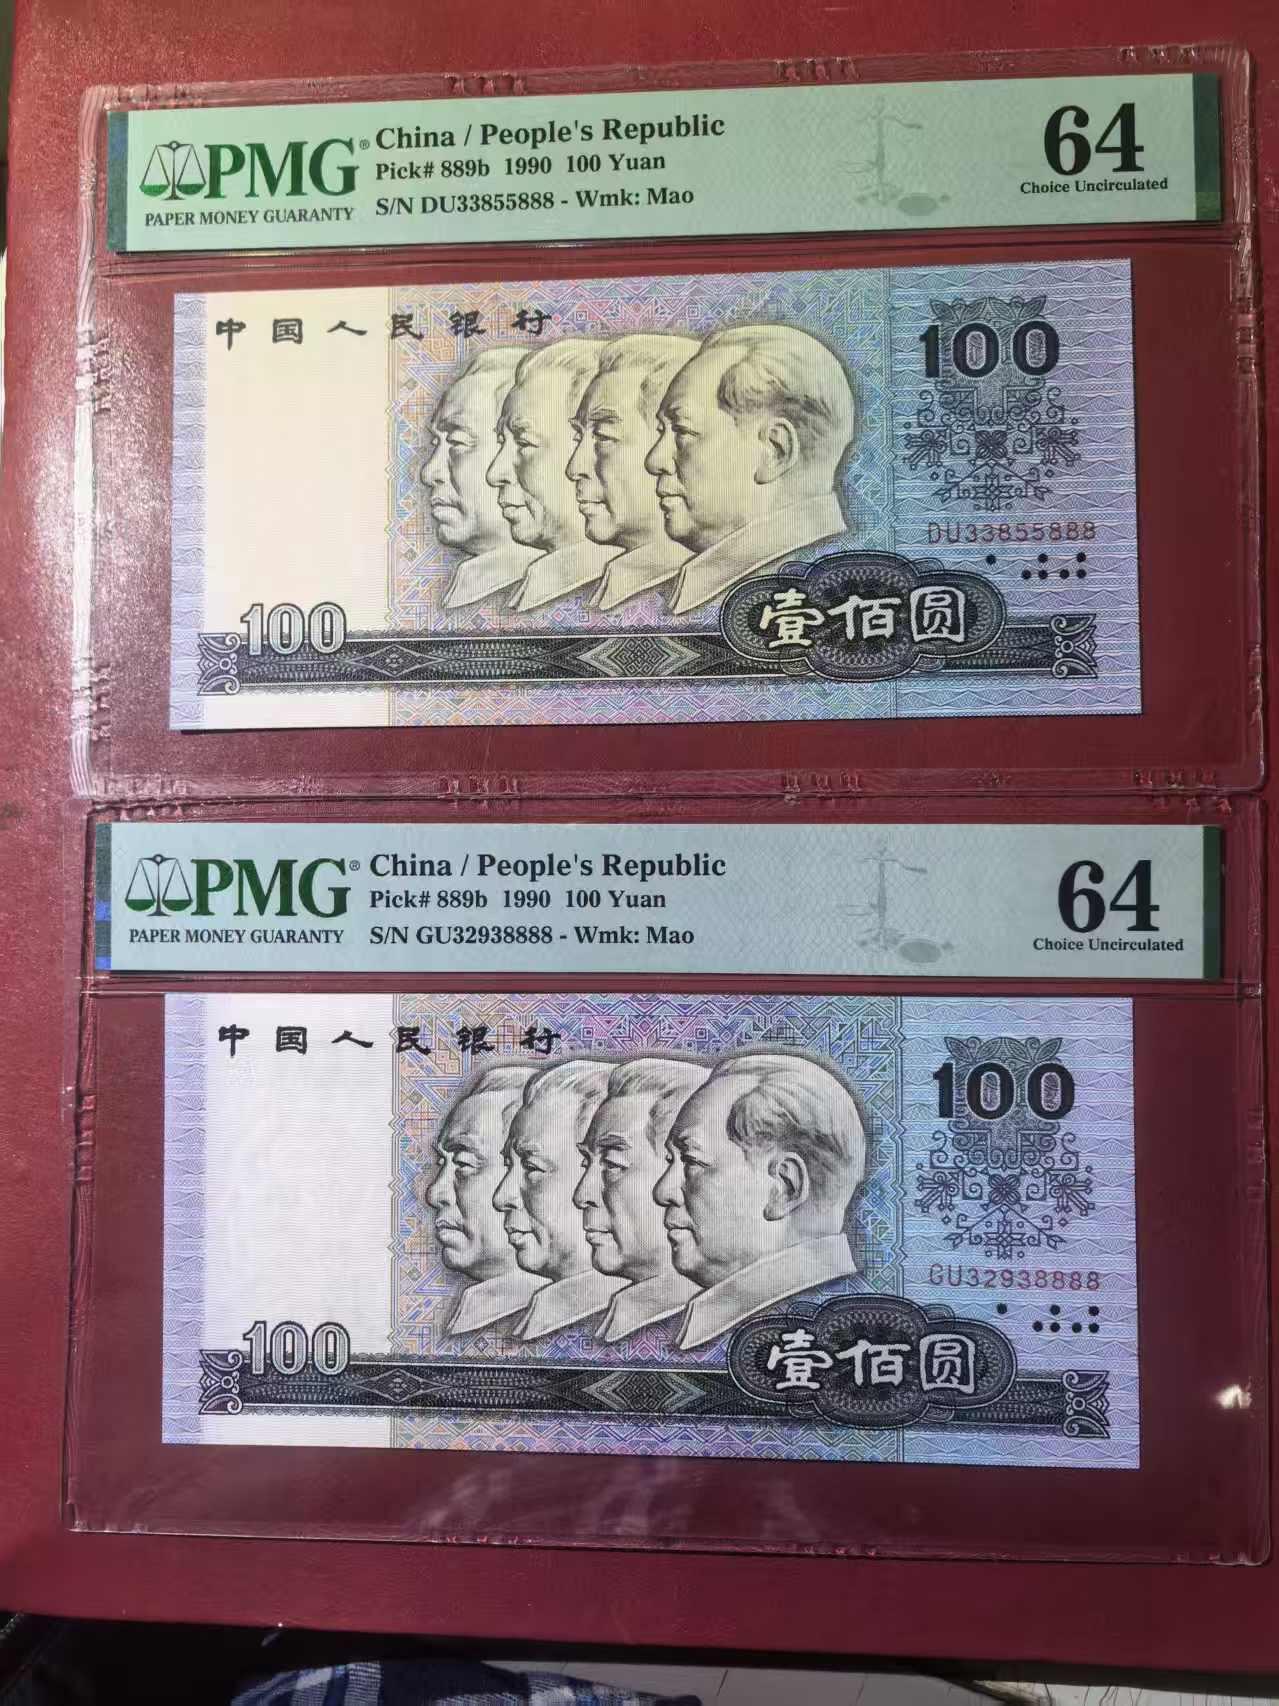 PMG®
PAPER MONEY GUARANTY
China / People's Republic
Pick# 889b 1990 100 Yuan
S/N DU33855888 - Wmk: Mao
64
Choice Uncirculated
中国人民银行
100
DU33855888
100
壹佰圆
PMG®
PAPER MONEY GUARANTY
China / People's Republic
Pick# 889b 1990 100 Yuan
S/N GU32938888 - Wmk: Mao
64
Choice Uncirculated
中国人民银行
100
GU32938888
100
壹佰圆